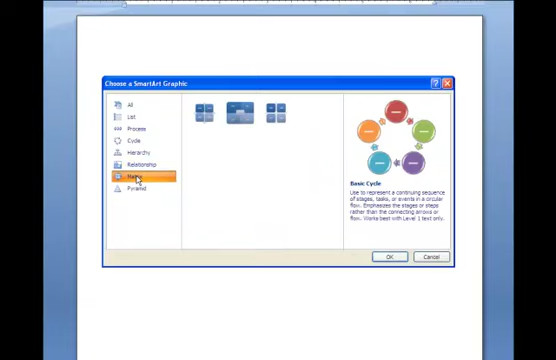 Choose a SmartArt Graphic
All
List
Process
Cycle
Hierarchy
Relationship
Matrix
Pyramid
Basic Cycle
Use to represent a continuing sequence
of stages, tasks, or events in a circular
flow. Emphasizes the stages or steps
rather than the connecting arrows or
flow. Works best with Level 1 text only.
OK
Cancel